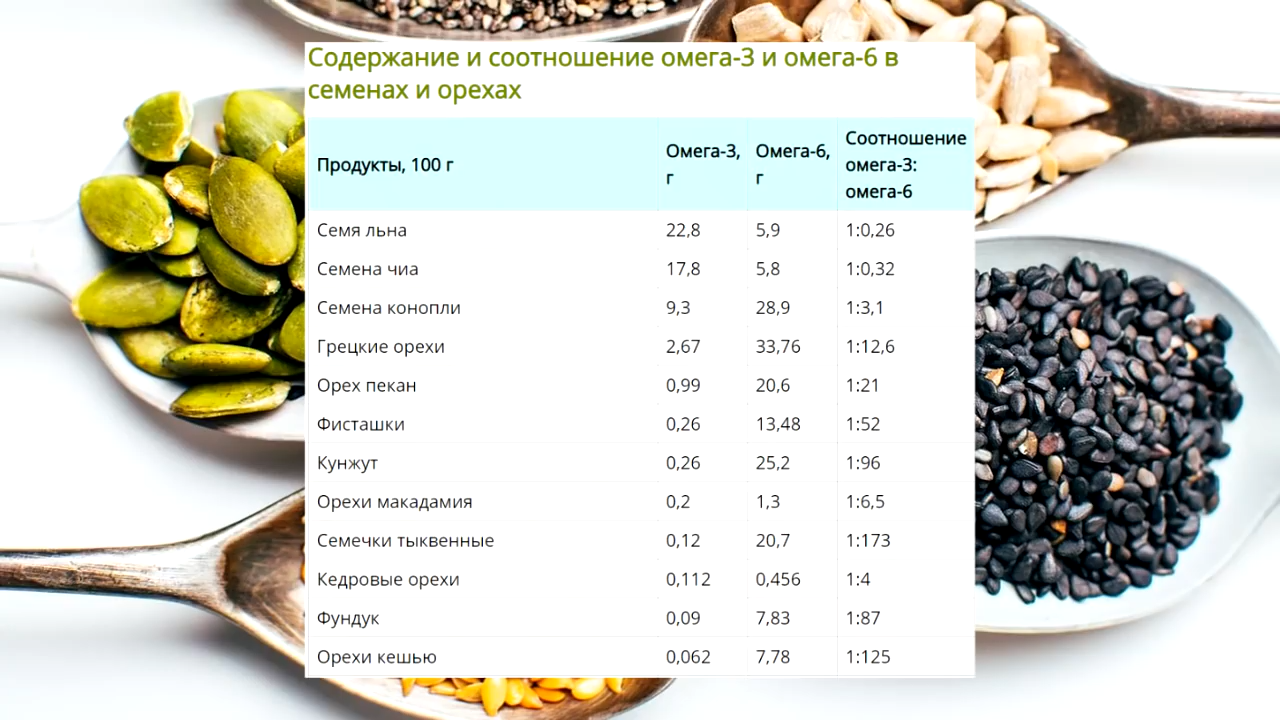 Содержание и соотношение омега-3 и омега-6 в
семенах и орехах
Продукты, 100 г Омега-3, г Омега-6, г Соотношение омега-3: омега-6
Семя льна 22,8 5,9 1:0,26
Семена чиа 17,8 5,8 1:0,32
Семена конопли 9,3 28,9 1:3,1
Грецкие орехи 2,67 33,76 1:12,6
Орех пекан 0,99 20,6 1:21
Фисташки 0,26 13,48 1:52
Кунжут 0,26 25,2 1:96
Орехи макадамия 0,2 1,3 1:6,5
Семечки тыквенные 0,12 20,7 1:173
Кедровые орехи 0,112 0,456 1:4
Фундук 0,09 7,83 1:87
Орехи кешью 0,062 7,78 1:125